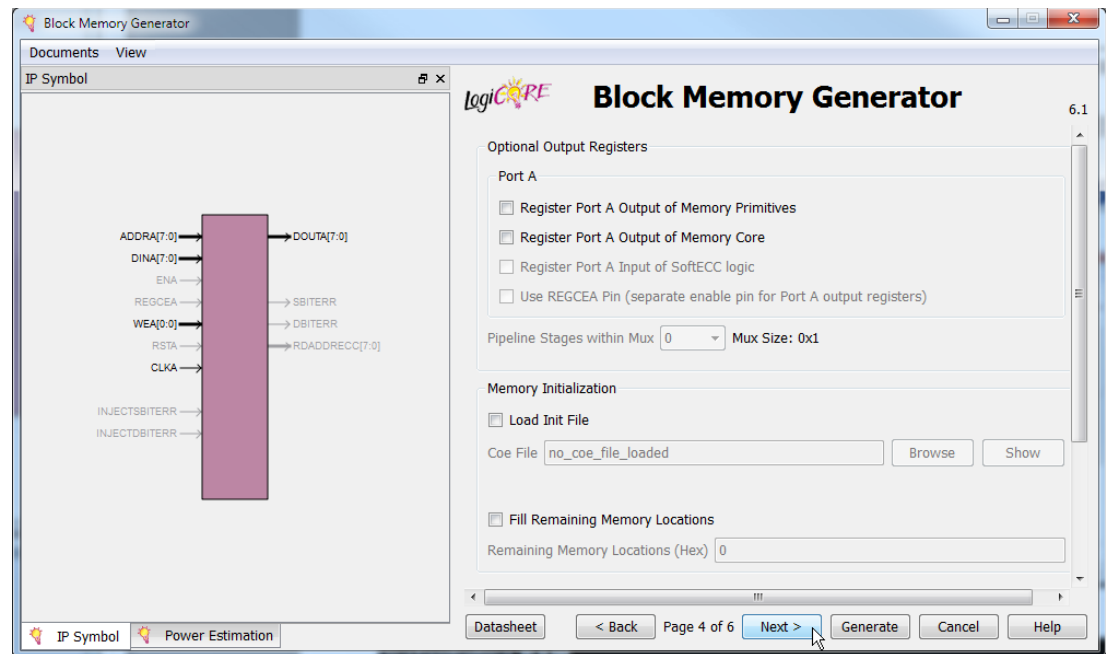 Block Memory Generator
Documents View
IP Symbol
ADDRA[7:0]
DOUTA[7:0]
DINA[7:0]
ENA
REGCEA
SBITERR
WEA[0:0]
DBITERR
RSTA
RDADDRECC[7:0]
CLKA
INJECTSBITERR
INJECTDBITERR
IP Symbol Power Estimation
LogiCORE
Block Memory Generator
6.1
Optional Output Registers
Port A
Register Port A Output of Memory Primitives
Register Port A Output of Memory Core
Register Port A Input of SoftECC logic
Use REGCEA Pin (separate enable pin for Port A output registers)
Pipeline Stages within Mux 0 Mux Size: 0x1
Memory Initialization
Load Init File
Coe File no_coe_file_loaded Browse Show
Fill Remaining Memory Locations
Remaining Memory Locations (Hex) 0
Datasheet < Back Page 4 of 6 Next > Generate Cancel Help